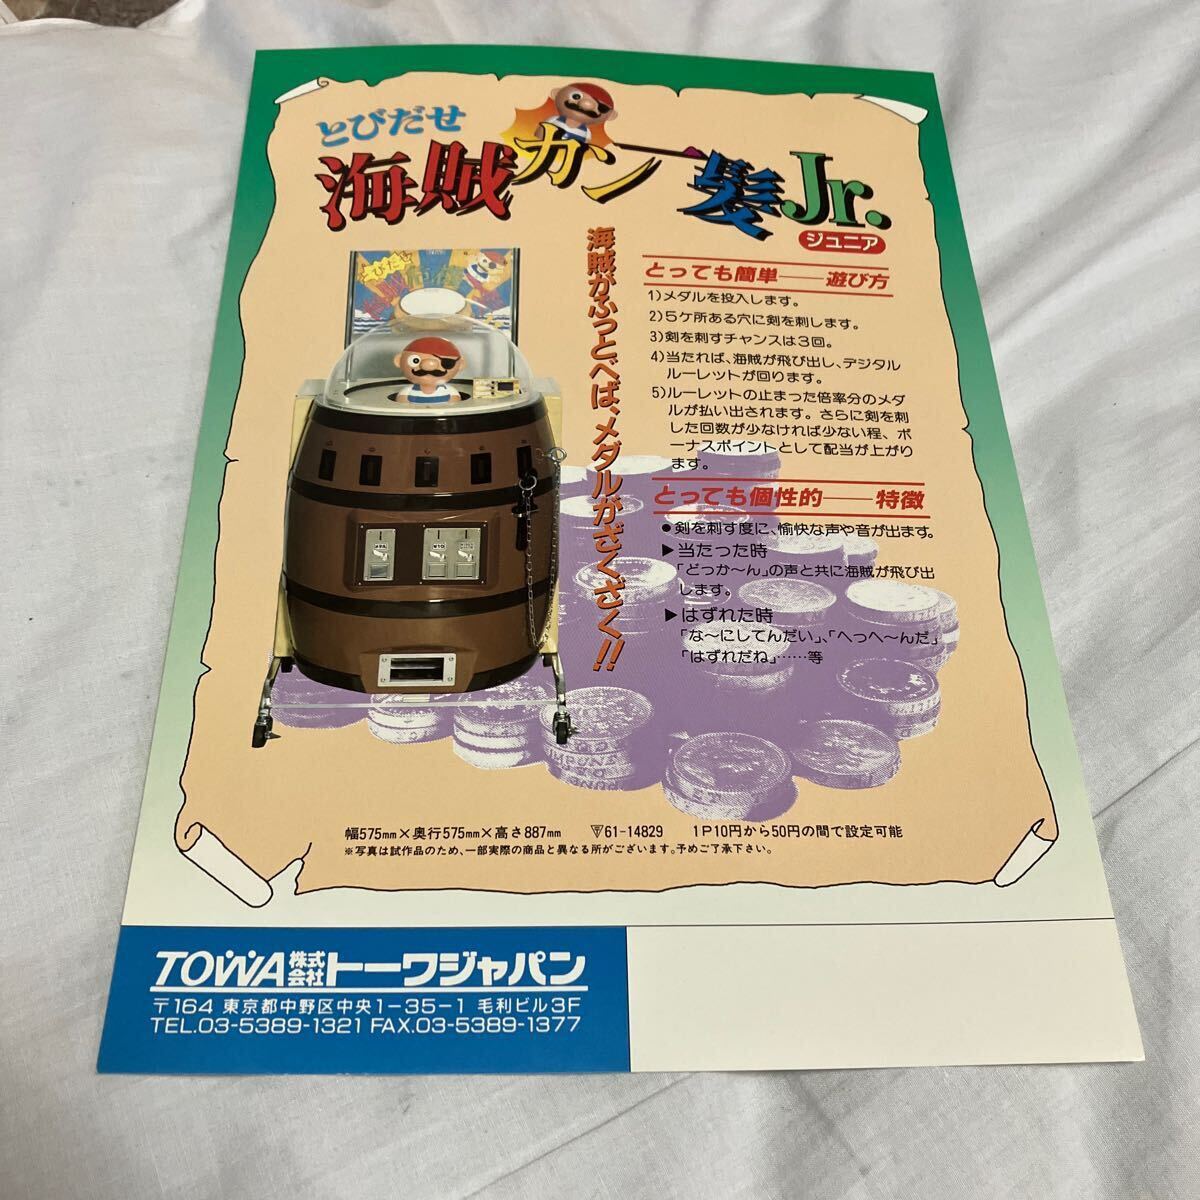 とびだせ
海賊カン一髪Jr.
ジュニア
海賊がふっとべば、メダルがざくざく!!
とっても簡単──遊び方
1)メダルを投入します。
2)5ケ所ある穴に剣を刺します。
3)剣を刺すチャンスは3回。
4)当たれば、海賊が飛び出し、デジタル
ルーレットが回ります。
5)ルーレットの止まった倍率分のメダ
ルが払い出されます。さらに剣を刺
した回数が少なければ少ない程、ボ
ーナスポイントとして配当が上がり
ます。
とっても個性的──特徴
●剣を刺す度に、愉快な声や音が出ます。
▶当たった時
「どっか〜ん」の声と共に海賊が飛び出
します。
▶はずれた時
「な〜にしてんだい」、「へっへ〜んだ」
「はずれだね」……等
幅575mm×奥行575mm×高さ887mm 〒61-14829 1P10円から50円の間で設定可能
※写真は試作品のため、一部実際の商品と異なる所がございます。予めご了承下さい。
TOWA株式会社トーワジャパン
〒164 東京都中野区中央1-35-1 毛利ビル3F
TEL.03-5389-1321 FAX.03-5389-1377